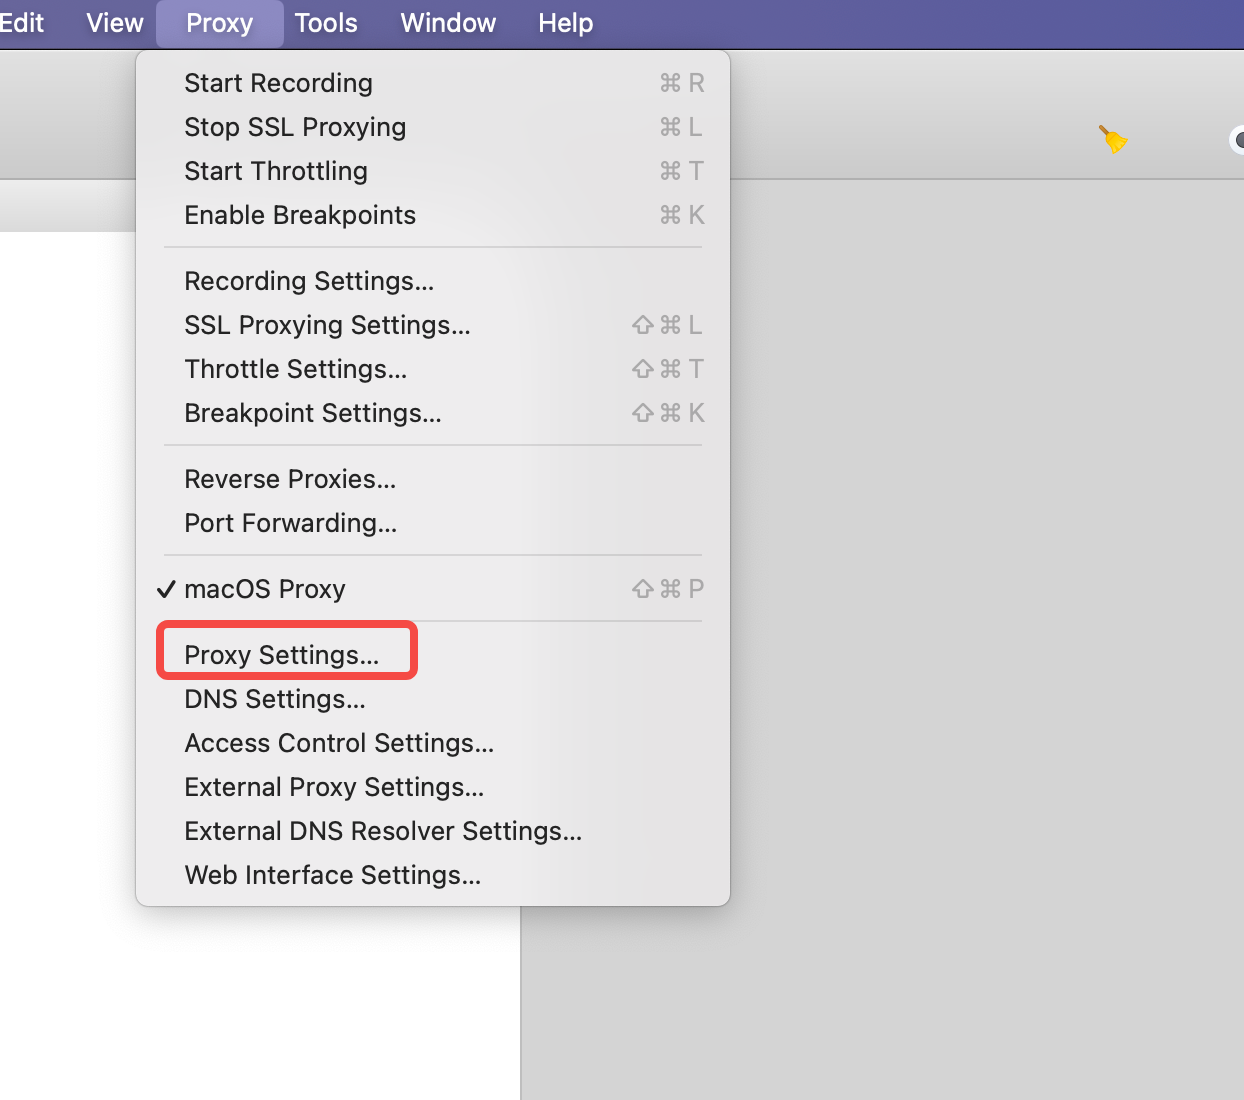 Edit View Proxy Tools Window Help
Start Recording ⌘ R
Stop SSL Proxying ⌘ L
Start Throttling ⌘ T
Enable Breakpoints ⌘ K
Recording Settings...
SSL Proxying Settings... ⇧ ⌘ L
Throttle Settings... ⇧ ⌘ T
Breakpoint Settings... ⇧ ⌘ K
Reverse Proxies...
Port Forwarding...
✓ macOS Proxy ⇧ ⌘ P
Proxy Settings...
DNS Settings...
Access Control Settings...
External Proxy Settings...
External DNS Resolver Settings...
Web Interface Settings...